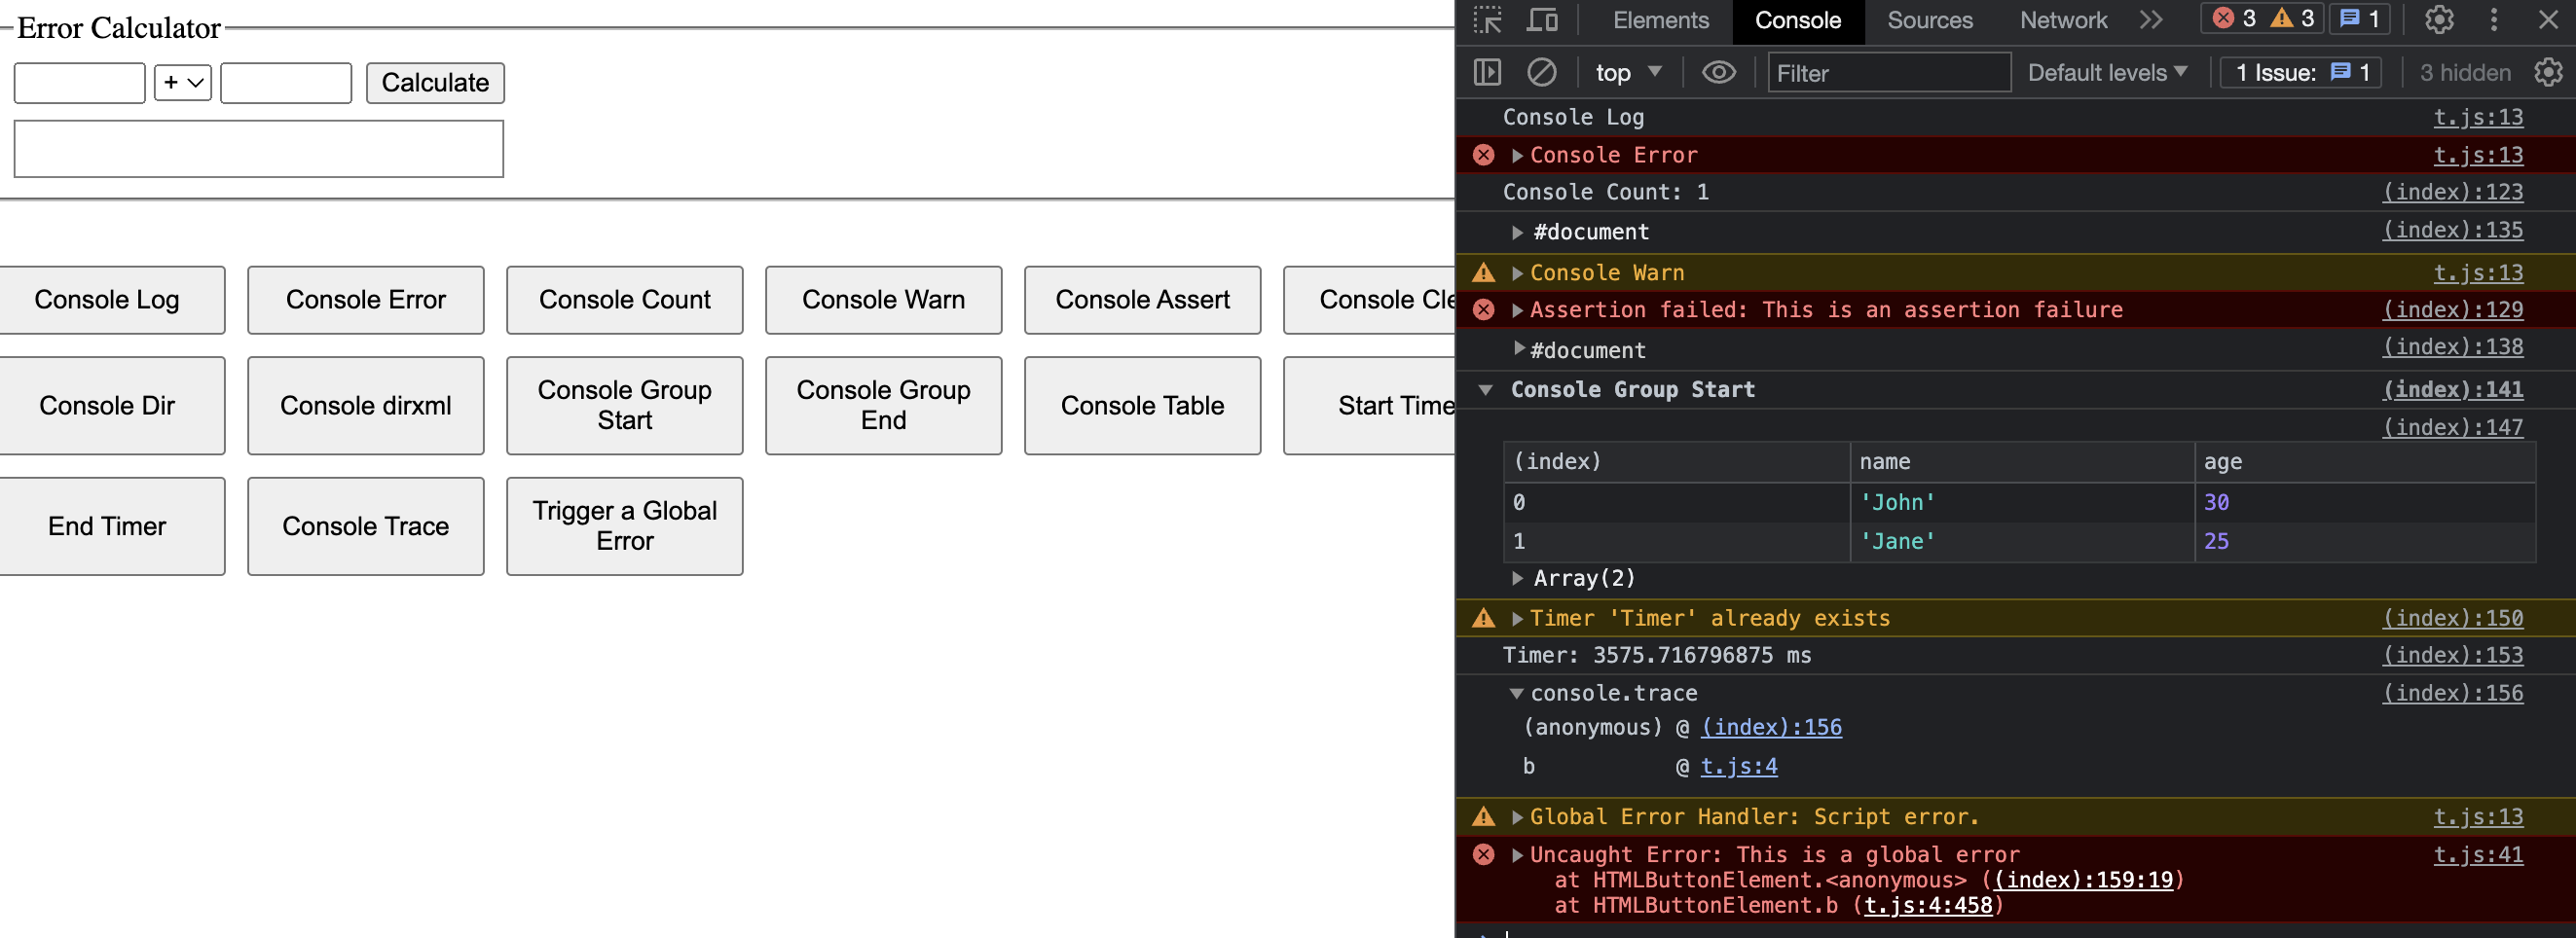 Error Calculator
+
Calculate
Console Log
Console Error
Console Count
Console Warn
Console Assert
Console Cle
Console Dir
Console dirxml
Console Group
Start
Console Group
End
Console Table
Start Time
End Timer
Console Trace
Trigger a Global
Error
Elements Console Sources Network 3 3 1
top Filter Default levels 1 Issue: 1 3 hidden
Console Log t.js:13
Console Error t.js:13
Console Count: 1 (index):123
#document (index):135
Console Warn t.js:13
Assertion failed: This is an assertion failure (index):129
#document (index):138
Console Group Start (index):141
(index):147
(index) name age
0 'John' 30
1 'Jane' 25
Array(2)
Timer 'Timer' already exists (index):150
Timer: 3575.716796875 ms (index):153
console.trace (index):156
(anonymous) @ (index):156
b @ t.js:4
Global Error Handler: Script error. t.js:13
Uncaught Error: This is a global error t.js:41
at HTMLButtonElement.<anonymous> ((index):159:19)
at HTMLButtonElement.b (t.js:4:458)